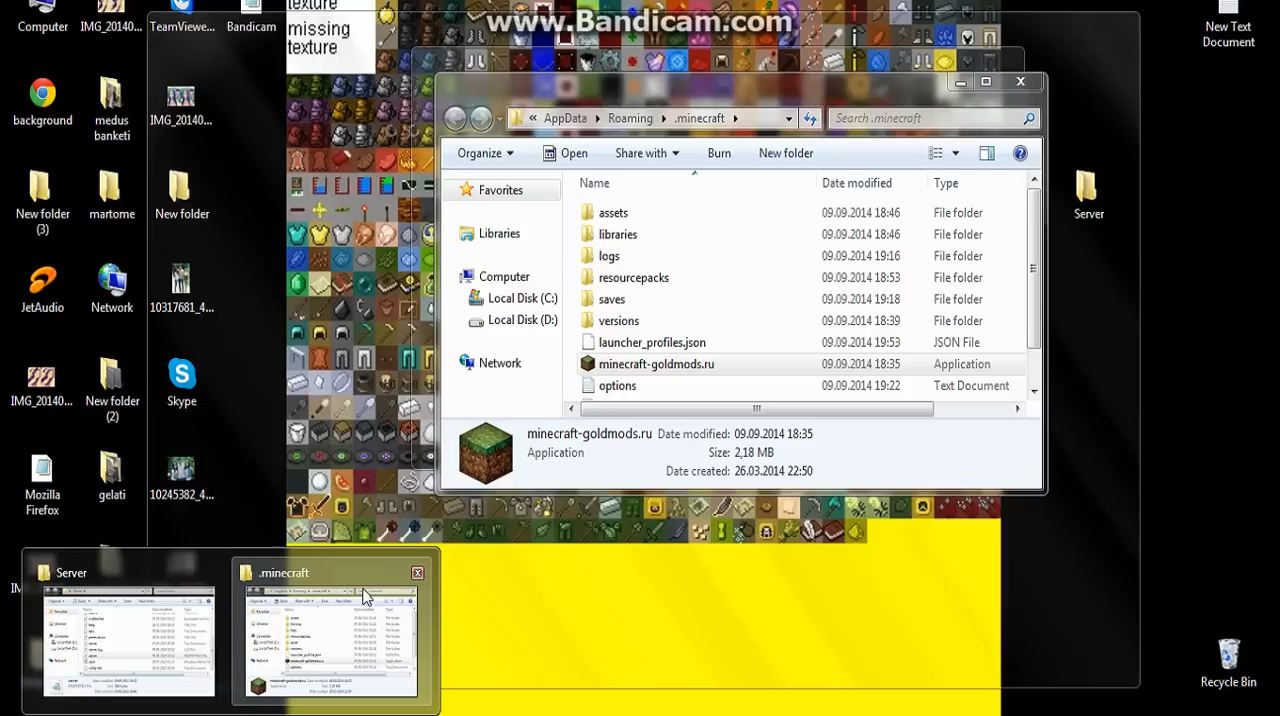 www.Bandicam.com
texture
missing
texture
Computer
IMG_20140...
TeamViewe...
Bandicam
New Text
Document
background
medus
banketi
IMG_20140...
New folder
(3)
martome
New folder
Server
JetAudio
Network
10317681_4...
IMG_20140...
New folder
(2)
Skype
Mozilla
Firefox
gelati
10245382_4...
Recycle Bin
« AppData Roaming .minecraft
Search .minecraft
Organize Open Share with Burn New folder
Favorites
Libraries
Computer
Local Disk (C:)
Local Disk (D:)
Network
Name Date modified Type
assets 09.09.2014 18:46 File folder
libraries 09.09.2014 18:46 File folder
logs 09.09.2014 19:16 File folder
resourcepacks 09.09.2014 18:53 File folder
saves 09.09.2014 19:18 File folder
versions 09.09.2014 18:39 File folder
launcher_profiles.json 09.09.2014 19:53 JSON File
minecraft-goldmods.ru 09.09.2014 18:35 Application
options 09.09.2014 19:22 Text Document
minecraft-goldmods.ru Date modified: 09.09.2014 18:35
Application Size: 2,18 MB
Date created: 26.03.2014 22:50
Server
.minecraft